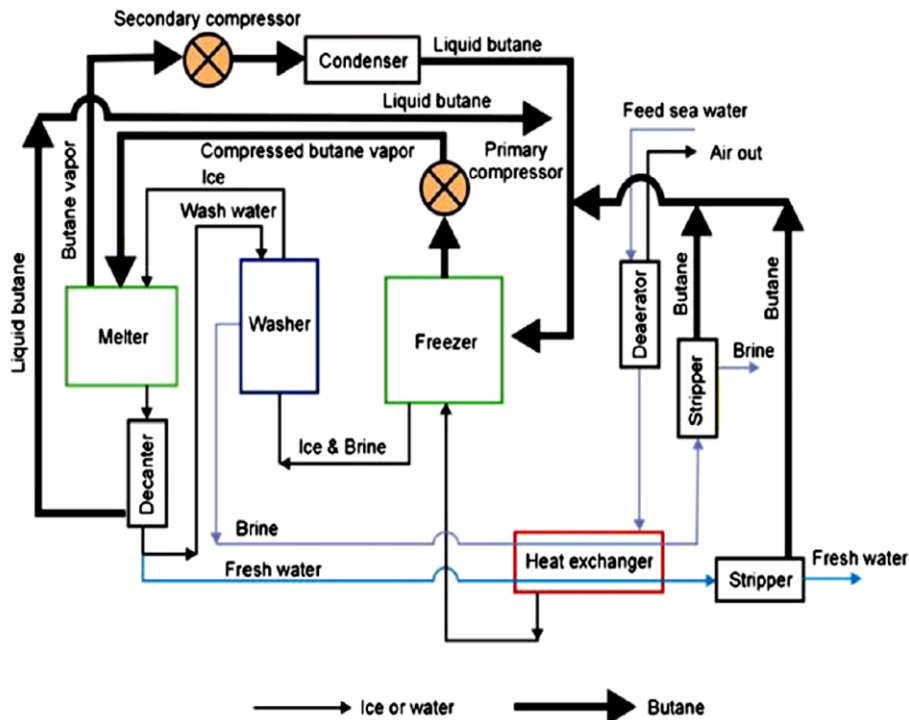 Secondary compressor
Liquid butane
Condenser
Liquid butane
Feed sea water
Compressed butane vapor
Primary
compressor
Air out
Ice
Wash water
Butane vapor
Liquid butane
Melter
Washer
Freezer
Deaerator
Butane
Butane
Stripper
Brine
Decanter
Ice & Brine
Brine
Heat exchanger
Fresh water
Stripper
Fresh water
Ice or water
Butane